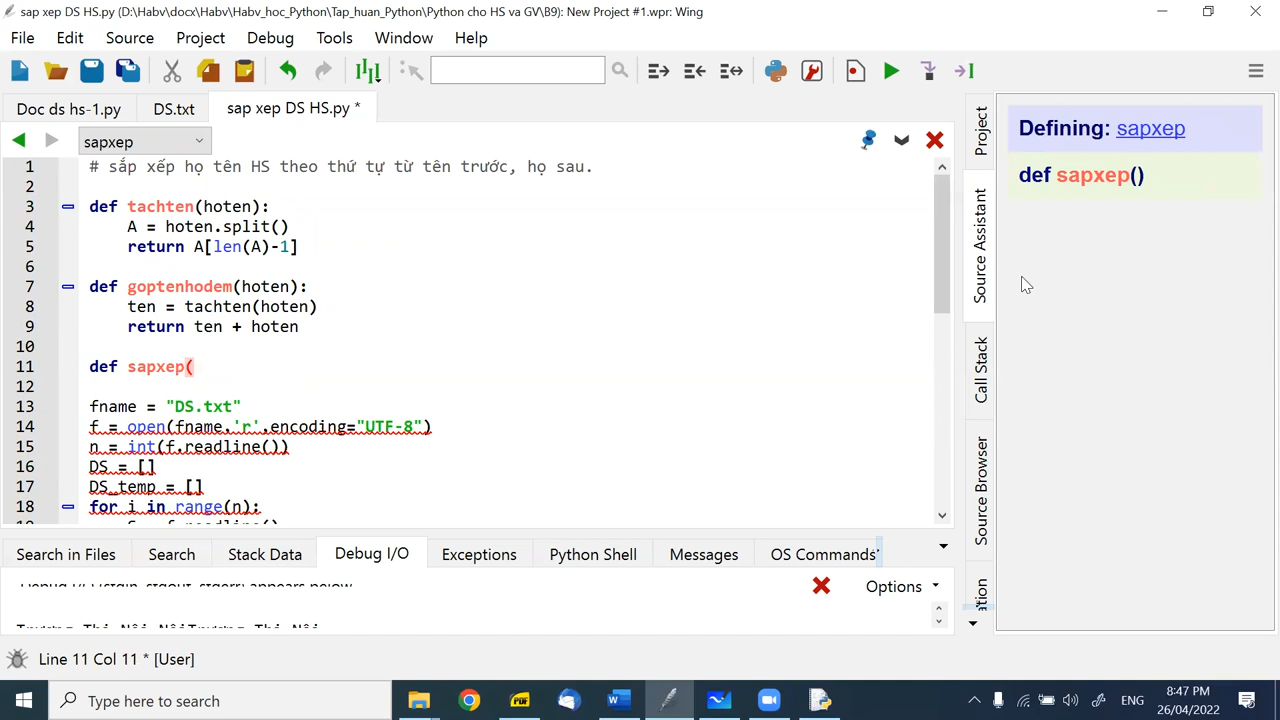 sap xep DS HS.py (D:\Habv\docx\Habv\Habv_hoc_Python\Tap_huan_Python\Python cho HS va GV\B9): New Project #1.wpr: Wing
File Edit Source Project Debug Tools Window Help
Doc ds hs-1.py DS.txt sap xep DS HS.py *
sapxep
1 # sắp xếp họ tên HS theo thứ tự từ tên trước, họ sau.
2
3 def tachten(hoten):
4 A = hoten.split()
5 return A[len(A)-1]
6
7 def goptenhodem(hoten):
8 ten = tachten(hoten)
9 return ten + hoten
10
11 def sapxep(
12
13 fname = "DS.txt"
14 f = open(fname,'r',encoding="UTF-8")
15 n = int(f.readline())
16 DS = []
17 DS_temp = []
18 for i in range(n):
Project
Source Assistant
Call Stack
Source Browser
Defining: sapxep
def sapxep()
Search in Files Search Stack Data Debug I/O Exceptions Python Shell Messages OS Commands
Options
Line 11 Col 11 * [User]
Type here to search
PDF
ENG
8:47 PM
26/04/2022